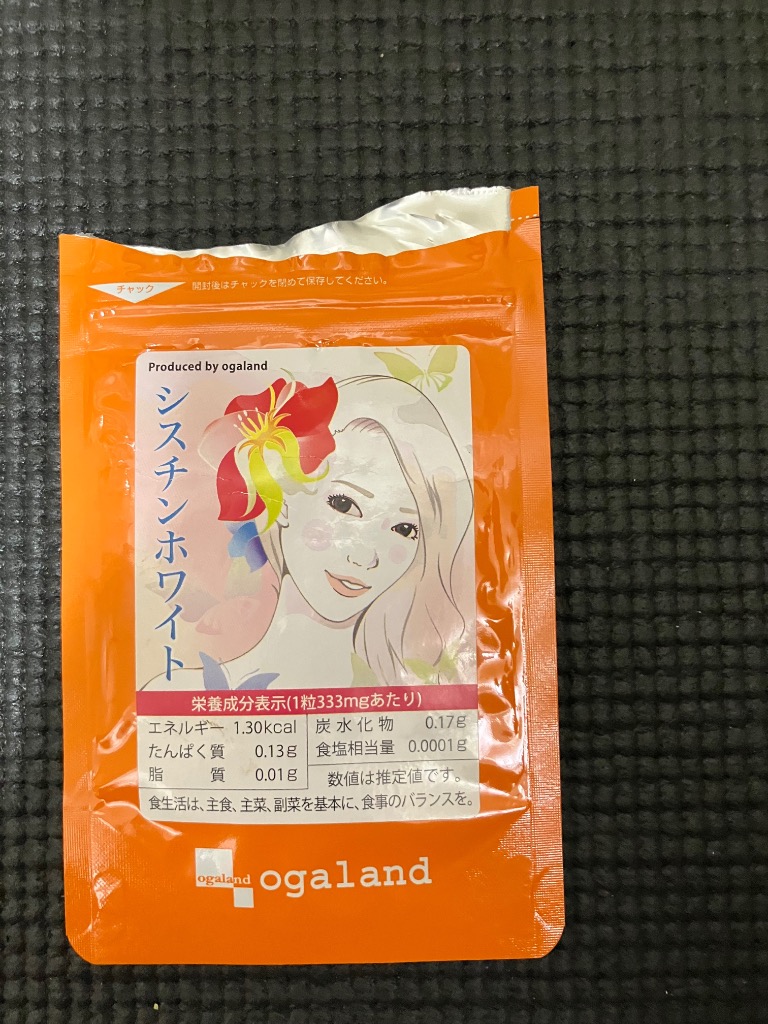 チャック
開封後はチャックを閉めて保存してください。
Produced by ogaland
シスチンホワイト
栄養成分表示(1粒333mgあたり)
エネルギー 1.30kcal
たんぱく質 0.13g
脂質 0.01g
炭水化物 0.17g
食塩相当量 0.0001g
数値は推定値です。
食生活は、主食、主菜、副菜を基本に、食事のバランスを。
ogaland
ogaland